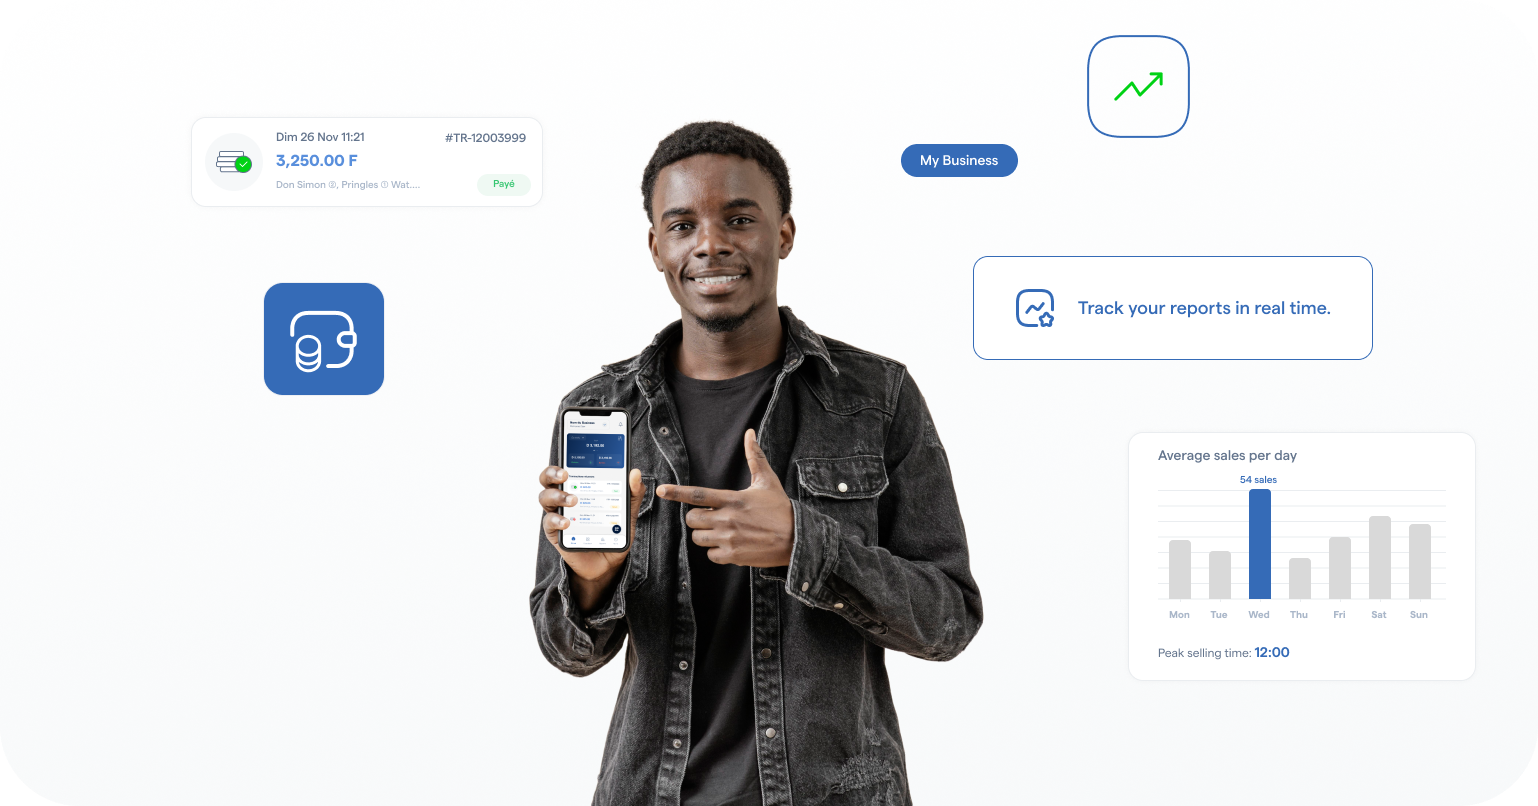 Dim 26 Nov 11:21
#TR-12003999
3,250.00 F
Don Simon ②, Pringles ① Wat....
Payé
My Business
Track your reports in real time.
Average sales per day
54 sales
Mon Tue Wed Thu Fri Sat Sun
Peak selling time: 12:00